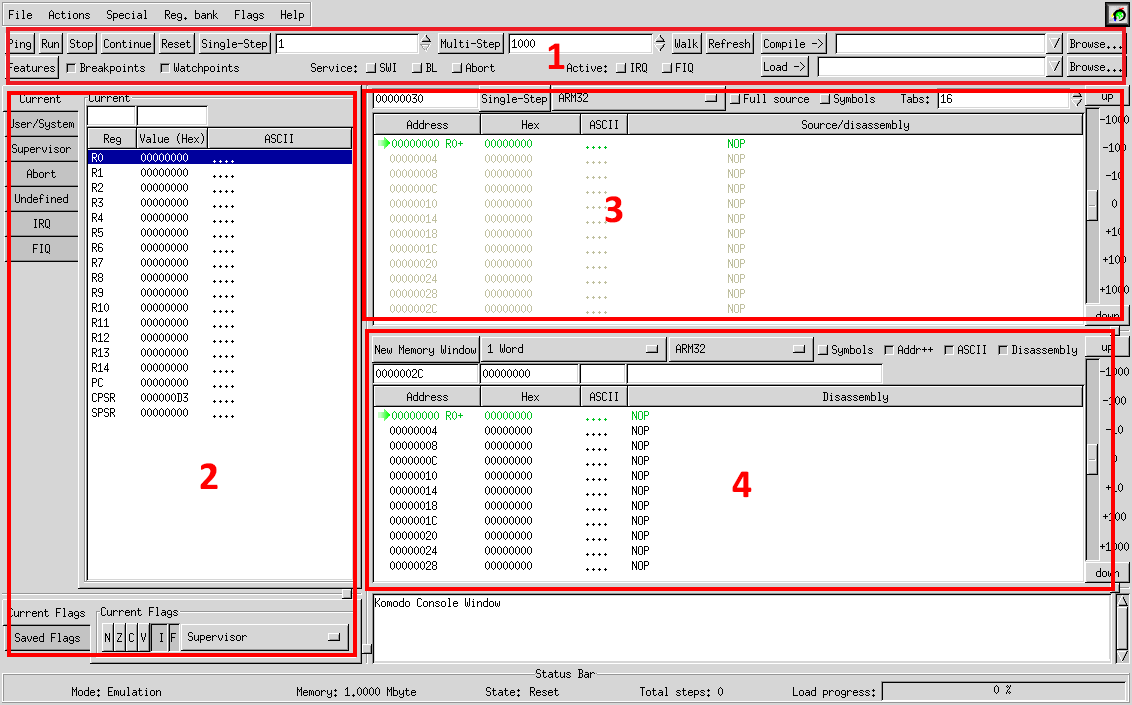 File Actions Special Reg. bank Flags Help
Ping Run Stop Continue Reset Single-Step 1 Multi-Step 1000 Walk Refresh Compile -> Browse...
Features Breakpoints Watchpoints Service: SWI BL Abort Active: IRQ FIQ Load -> Browse...
1
Current
User/System
Supervisor
Abort
Undefined
IRQ
FIQ
Current
Reg Value (Hex) ASCII
R0 00000000 ....
R1 00000000 ....
R2 00000000 ....
R3 00000000 ....
R4 00000000 ....
R5 00000000 ....
R6 00000000 ....
R7 00000000 ....
R8 00000000 ....
R9 00000000 ....
R10 00000000 ....
R11 00000000 ....
R12 00000000 ....
R13 00000000 ....
R14 00000000 ....
PC 00000000 ....
CPSR 000000D3 ....
SPSR 00000000 ....
2
Current Flags
Saved Flags
Current Flags
N Z C V I F Supervisor
00000030 Single-Step ARM32 Full source Symbols Tabs: 16
Address Hex ASCII Source/disassembly
00000000 R0+ 00000000 .... NOP
00000004 00000000 .... NOP
00000008 00000000 .... NOP
0000000C 00000000 .... NOP
00000010 00000000 .... NOP
00000014 00000000 .... NOP
00000018 00000000 .... NOP
0000001C 00000000 .... NOP
00000020 00000000 .... NOP
00000024 00000000 .... NOP
00000028 00000000 .... NOP
0000002C 00000000 .... NOP
3
up
-1000
-100
-10
0
+10
+100
+1000
down
New Memory Window 1 Word ARM32 Symbols Addr++ ASCII Disassembly
0000002C 00000000
Address Hex ASCII Disassembly
00000000 R0+ 00000000 .... NOP
00000004 00000000 .... NOP
00000008 00000000 .... NOP
0000000C 00000000 .... NOP
00000010 00000000 .... NOP
00000014 00000000 .... NOP
00000018 00000000 .... NOP
0000001C 00000000 .... NOP
00000020 00000000 .... NOP
00000024 00000000 .... NOP
00000028 00000000 .... NOP
4
up
-1000
-100
-10
0
+10
+100
+1000
down
Komodo Console Window
Status Bar
Mode: Emulation Memory: 1.0000 Mbyte State: Reset Total steps: 0 Load progress: 0 %